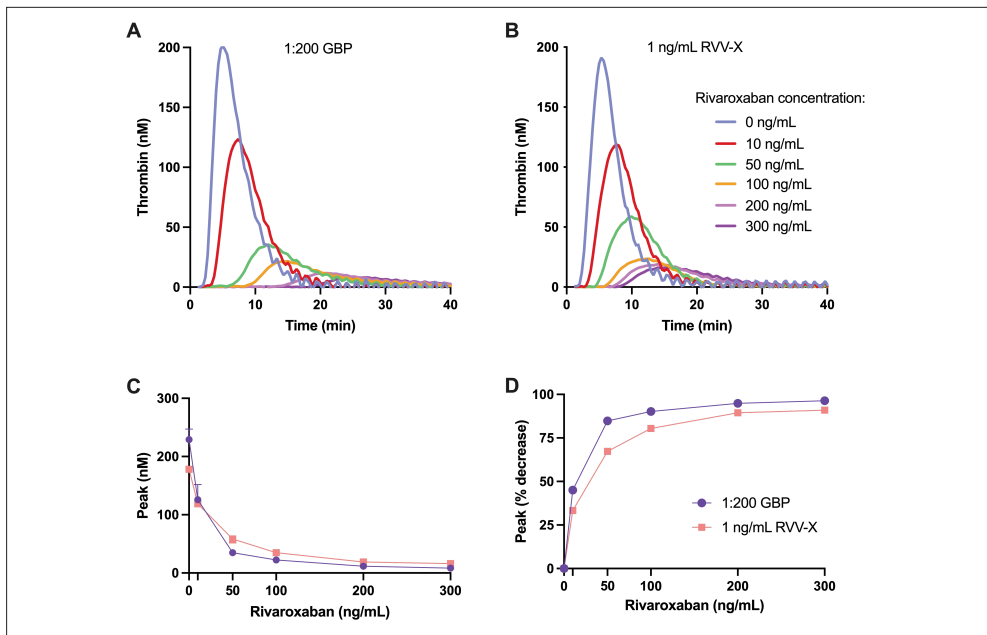 A
1:200 GBP
200
150
100
50
0
Thrombin (nM)
0 10 20 30 40
Time (min)
B
1 ng/mL RVV-X
200
150
100
50
0
Thrombin (nM)
Rivaroxaban concentration:
0 ng/mL
10 ng/mL
50 ng/mL
100 ng/mL
200 ng/mL
300 ng/mL
0 10 20 30 40
Time (min)
C
300
200
100
0
Peak (nM)
0 50 100 200 300
Rivaroxaban (ng/mL)
D
100
75
50
25
0
Peak (% decrease)
1:200 GBP
1 ng/mL RVV-X
0 50 100 200 300
Rivaroxaban (ng/mL)